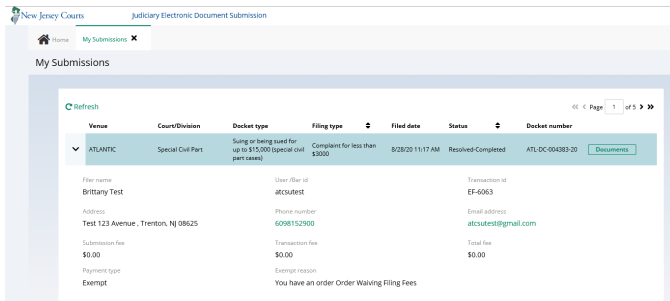 New Jersey Courts Judiciary Electronic Document Submission
Home My Submissions
My Submissions
Refresh Page 1 of 5
Venue Court/Division Docket type Filing type Filed date Status Docket number
Suing or being sued for
ATLANTIC Special Civil Part up to $15,000 (special civil Complaint for less than 8/28/20 11:17 AM Resolved-Completed ATL-DC-004383-20 Documents
part cases) $3000
Filer name User /Bar id Transaction id
Brittany Test atcsutest EF-6063
Address Phone number Email address
Test 123 Avenue , Trenton, NJ 08625 6098152900 atcsutest@gmail.com
Submission fee Transaction fee Total fee
$0.00 $0.00 $0.00
Payment type Exempt reason
Exempt You have an order Order Waiving Filing Fees